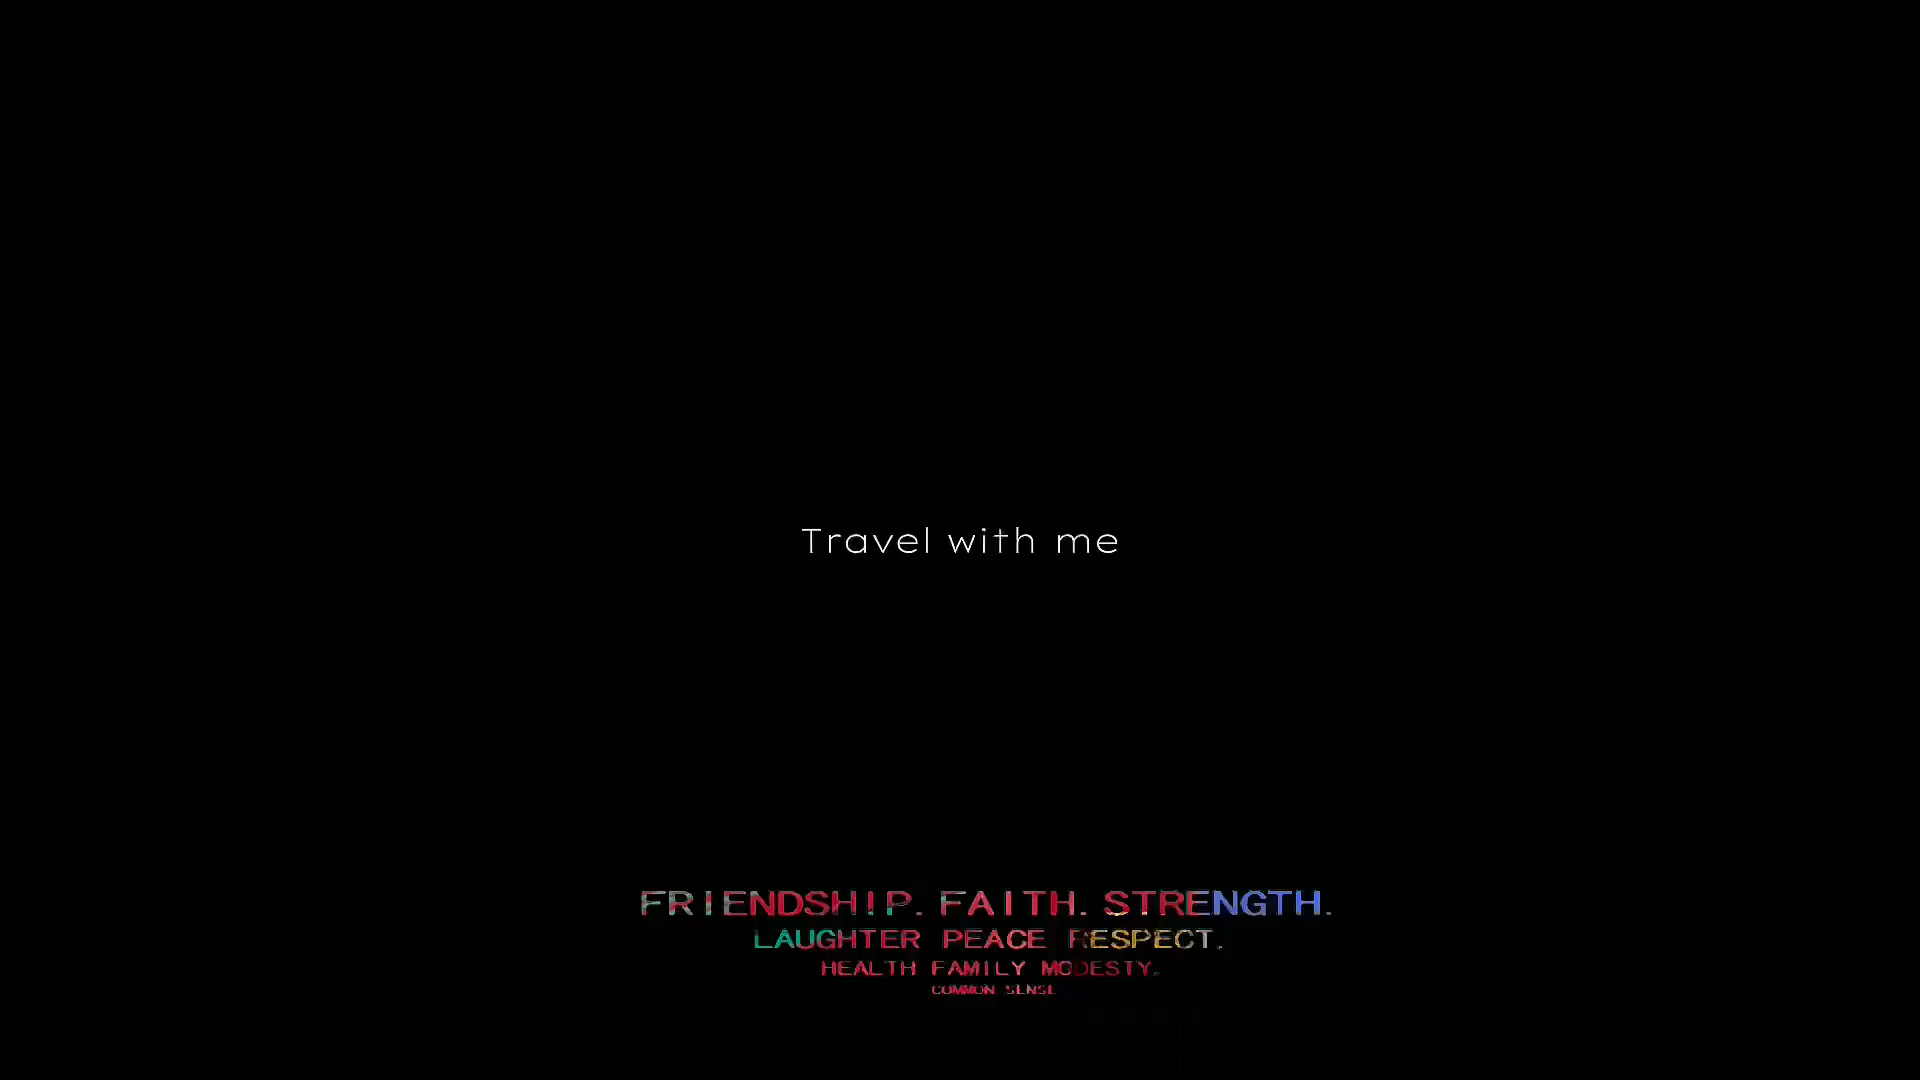 Travel with me
FRIENDSHIP. FAITH. STRENGTH.
LAUGHTER PEACE RESPECT.
HEALTH FAMILY MODESTY.
COMMON SENSE